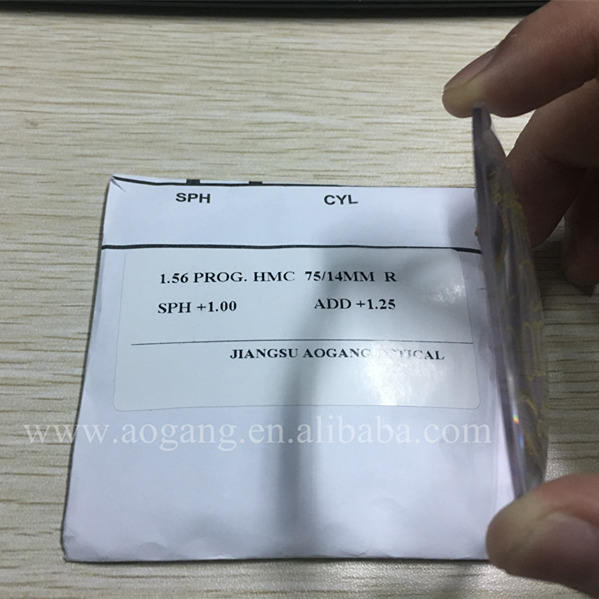 SPH CYL
1.56 PROG. HMC 75/14MM R
SPH +1.00 ADD +1.25
JIANGSU AOGANG OPTICAL
www.aogang.en.alibaba.com